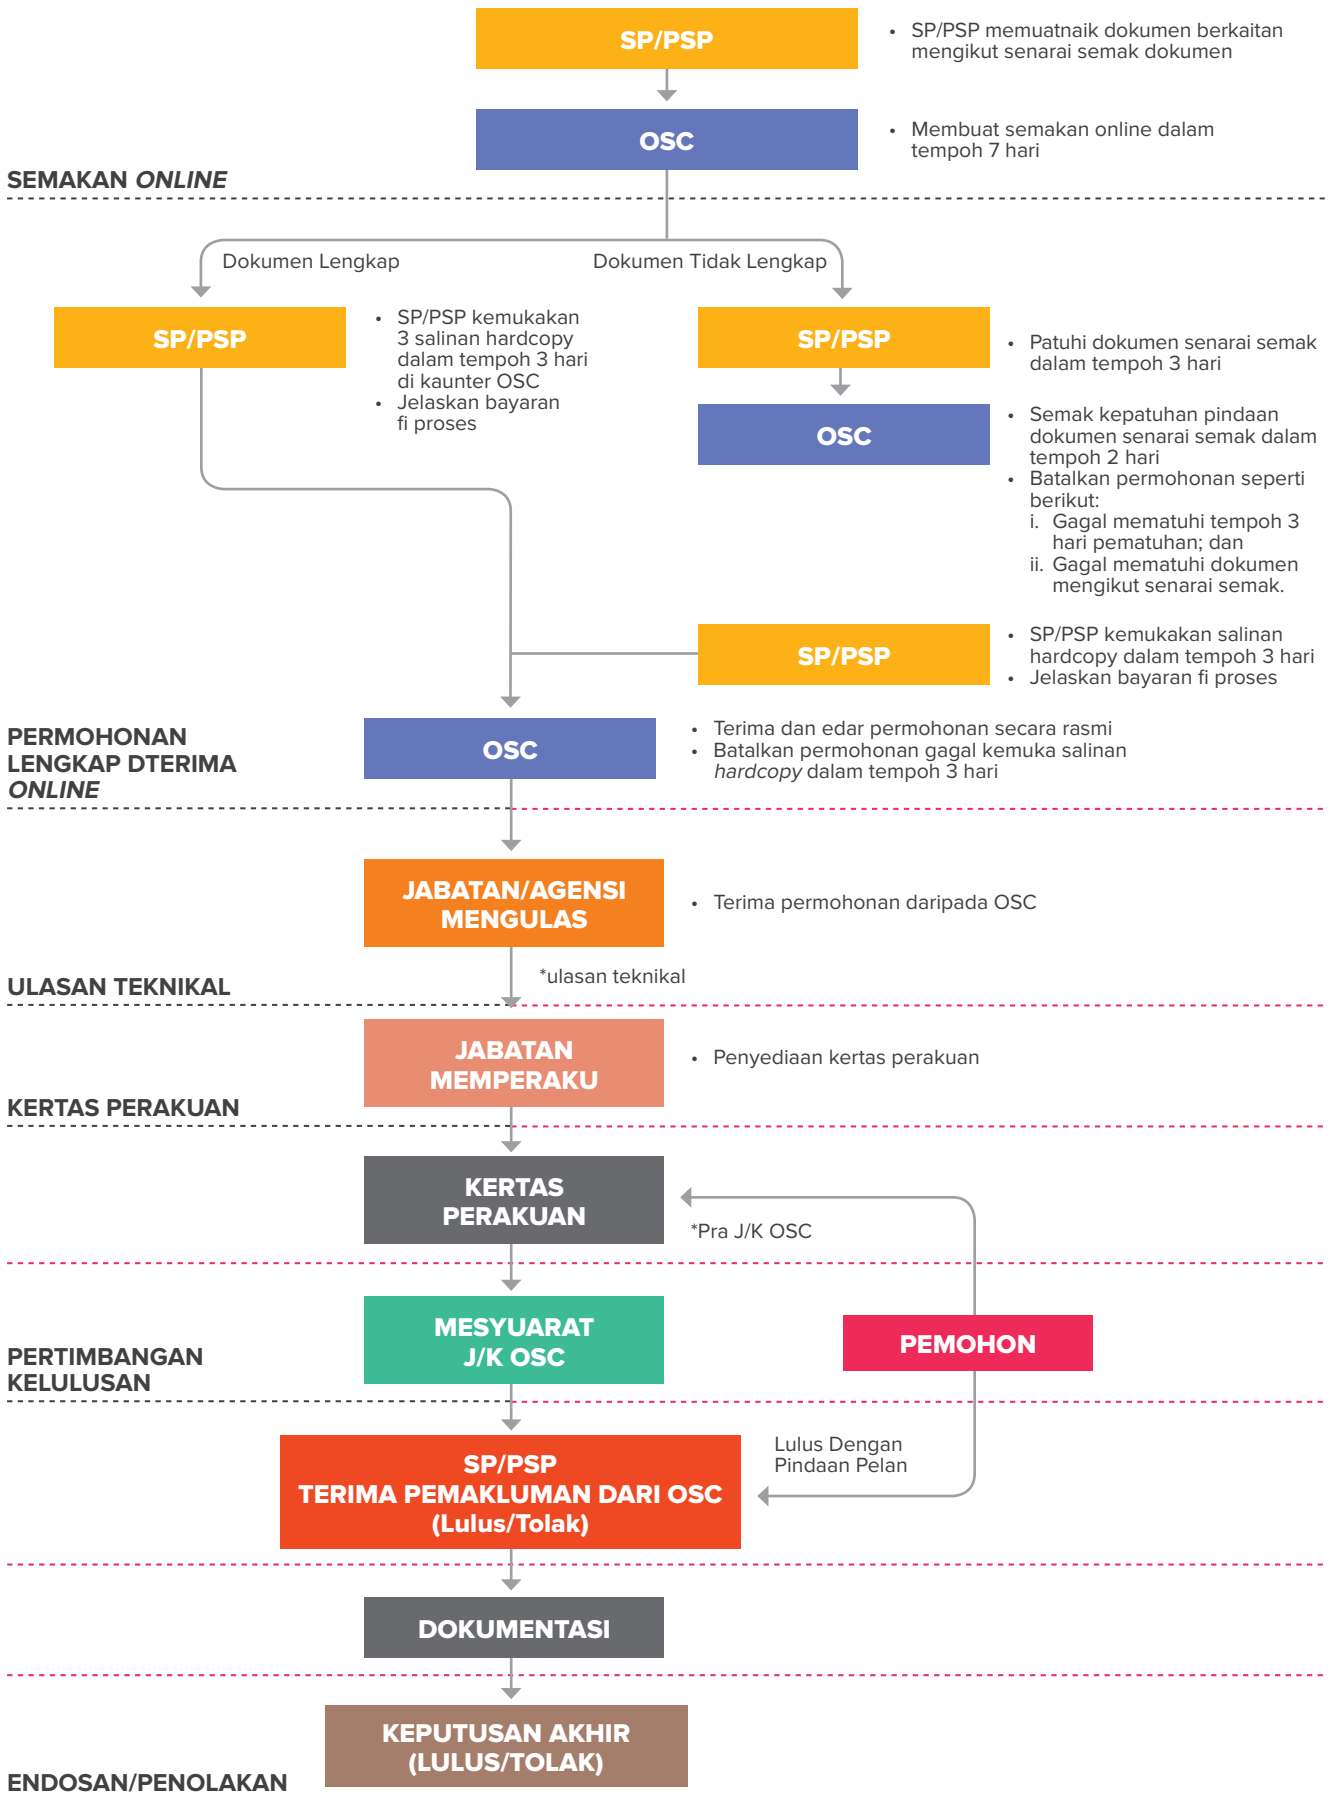 SP/PSP
• SP/PSP memuatnaik dokumen berkaitan
mengikut senarai semak dokumen
OSC
• Membuat semakan online dalam
tempoh 7 hari
SEMAKAN ONLINE
Dokumen Lengkap
Dokumen Tidak Lengkap
SP/PSP
• SP/PSP kemukakan
3 salinan hardcopy
dalam tempoh 3 hari
di kaunter OSC
• Jelaskan bayaran
fi proses
SP/PSP
• Patuhi dokumen senarai semak
dalam tempoh 3 hari
OSC
• Semak kepatuhan pindaan
dokumen senarai semak dalam
tempoh 2 hari
• Batalkan permohonan seperti
berikut:
i. Gagal mematuhi tempoh 3
hari pematuhan; dan
ii. Gagal mematuhi dokumen
mengikut senarai semak.
SP/PSP
• SP/PSP kemukakan salinan
hardcopy dalam tempoh 3 hari
• Jelaskan bayaran fi proses
PERMOHONAN
LENGKAP DTERIMA
ONLINE
OSC
• Terima dan edar permohonan secara rasmi
• Batalkan permohonan gagal kemuka salinan
hardcopy dalam tempoh 3 hari
JABATAN/AGENSI
MENGULAS
• Terima permohonan daripada OSC
*ulasan teknikal
ULASAN TEKNIKAL
JABATAN
MEMPERAKU
• Penyediaan kertas perakuan
KERTAS PERAKUAN
KERTAS
PERAKUAN
*Pra J/K OSC
MESYUARAT
J/K OSC
PEMOHON
PERTIMBANGAN
KELULUSAN
SP/PSP
TERIMA PEMAKLUMAN DARI OSC
(Lulus/Tolak)
Lulus Dengan
Pindaan Pelan
DOKUMENTASI
KEPUTUSAN AKHIR
(LULUS/TOLAK)
ENDOSAN/PENOLAKAN